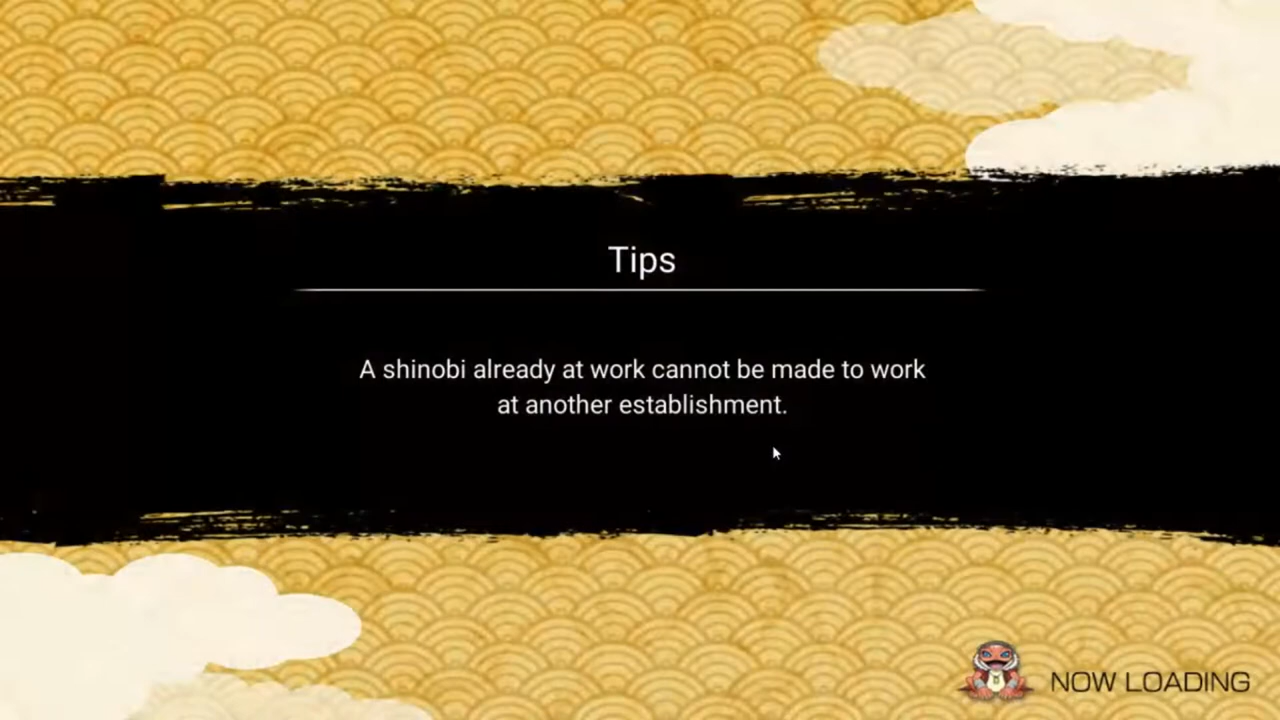 Tips
A shinobi already at work cannot be made to work
at another establishment.
NOW LOADING